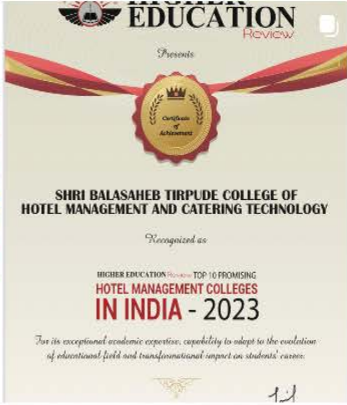 HIGHER
EDUCATION
Review
Presents
Certificate
of
Achievement
SHRI BALASAHEB TIRPUDE COLLEGE OF
HOTEL MANAGEMENT AND CATERING TECHNOLOGY
Recognized as
HIGHER EDUCATION Review TOP 10 PROMISING
HOTEL MANAGEMENT COLLEGES
IN INDIA - 2023
For its exceptional academic expertise, capability to adapt to the evolution
of educational field and transformational impact on students' career.